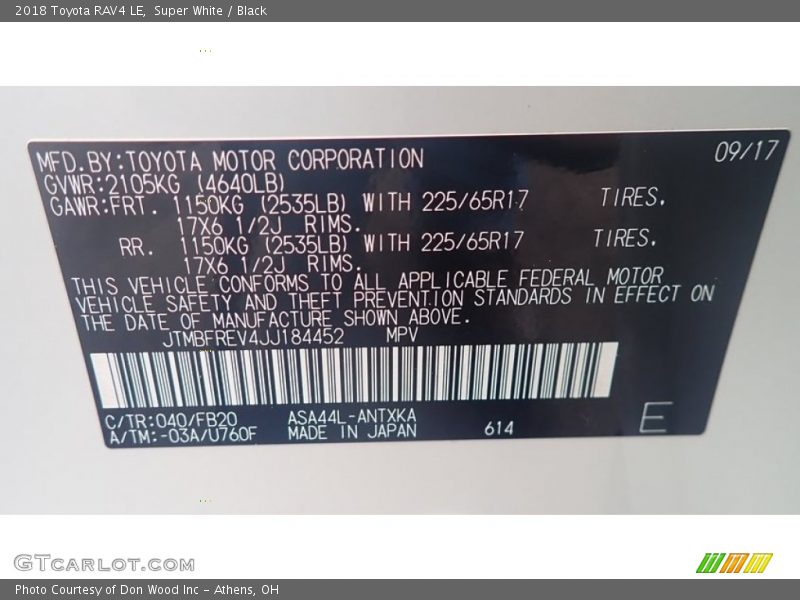 2018 Toyota RAV4 LE, Super White / Black
MFD.BY:TOYOTA MOTOR CORPORATION 09/17
GVWR:2105KG (4640LB)
GAWR:FRT. 1150KG (2535LB) WITH 225/65R17 TIRES.
17X6 1/2J RIMS.
RR. 1150KG (2535LB) WITH 225/65R17 TIRES.
17X6 1/2J RIMS.
THIS VEHICLE CONFORMS TO ALL APPLICABLE FEDERAL MOTOR
VEHICLE SAFETY AND THEFT PREVENTION STANDARDS IN EFFECT ON
THE DATE OF MANUFACTURE SHOWN ABOVE.
JTMBFREV4JJ184452 MPV
C/TR:040/FB20 ASA44L-ANTXKA
A/TM:-03A/U760F MADE IN JAPAN 614 E
GTcarlot.com
Photo Courtesy of Don Wood Inc - Athens, OH